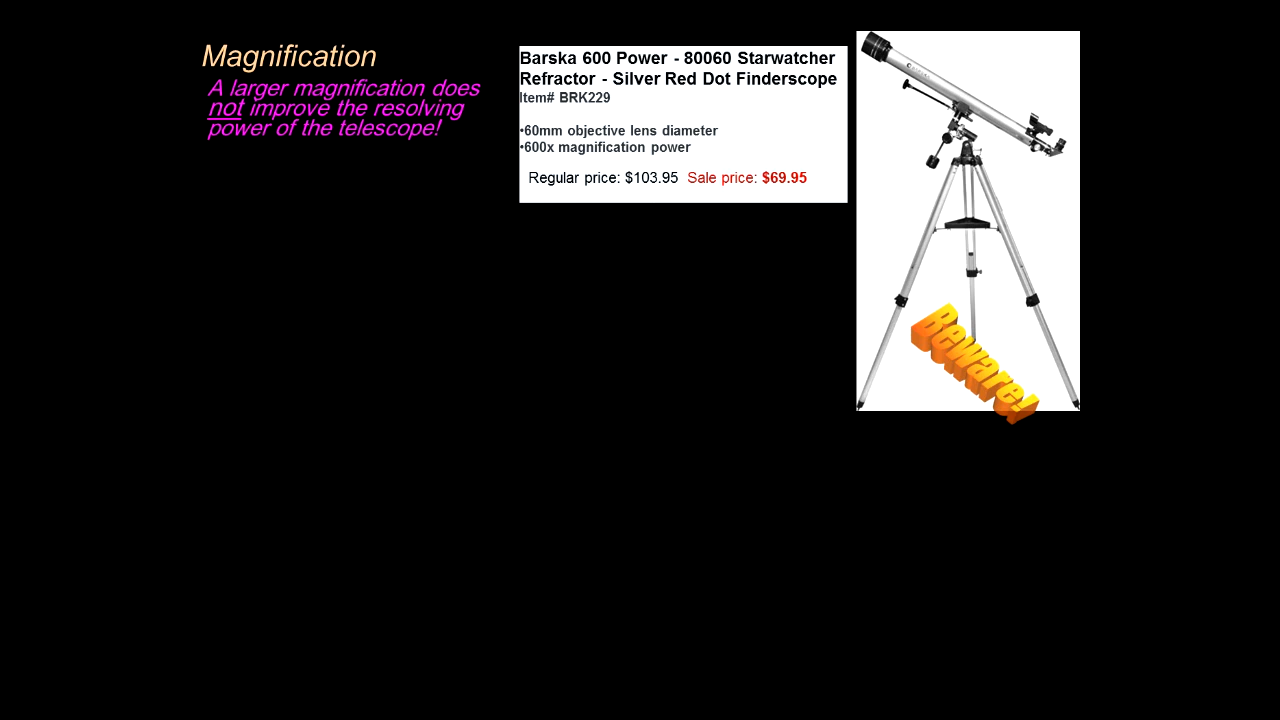 Magnification
A larger magnification does
not improve the resolving
power of the telescope!
Barska 600 Power - 80060 Starwatcher
Refractor - Silver Red Dot Finderscope
Item# BRK229
•60mm objective lens diameter
•600x magnification power
Regular price: $103.95 Sale price: $69.95
Beware!